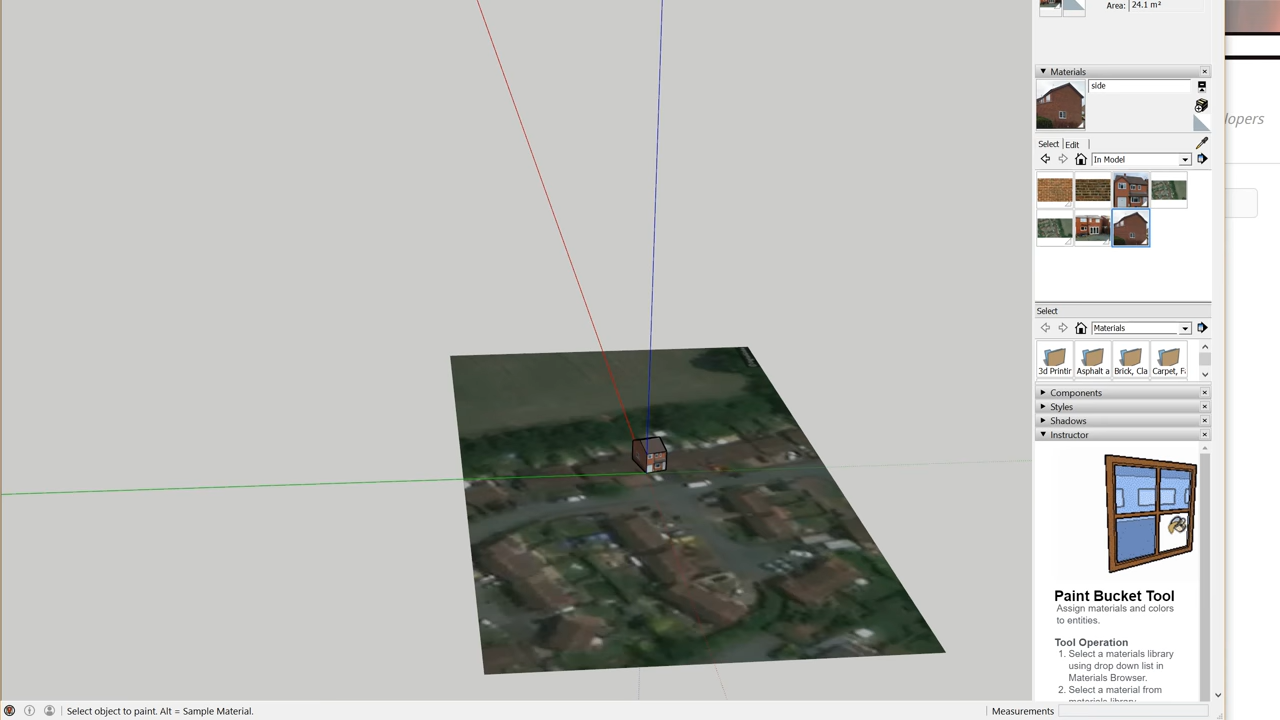 Area: 24.1 m²
Materials
side
lopers
Select Edit
In Model
Select
Materials
3d Printir Asphalt a Brick, Cla Carpet, F
Components
Styles
Shadows
Instructor
Paint Bucket Tool
Assign materials and colors
to entities.
Tool Operation
1. Select a materials library
using drop down list in
Materials Browser.
2. Select a material from
materials library.
Select object to paint. Alt = Sample Material.
Measurements